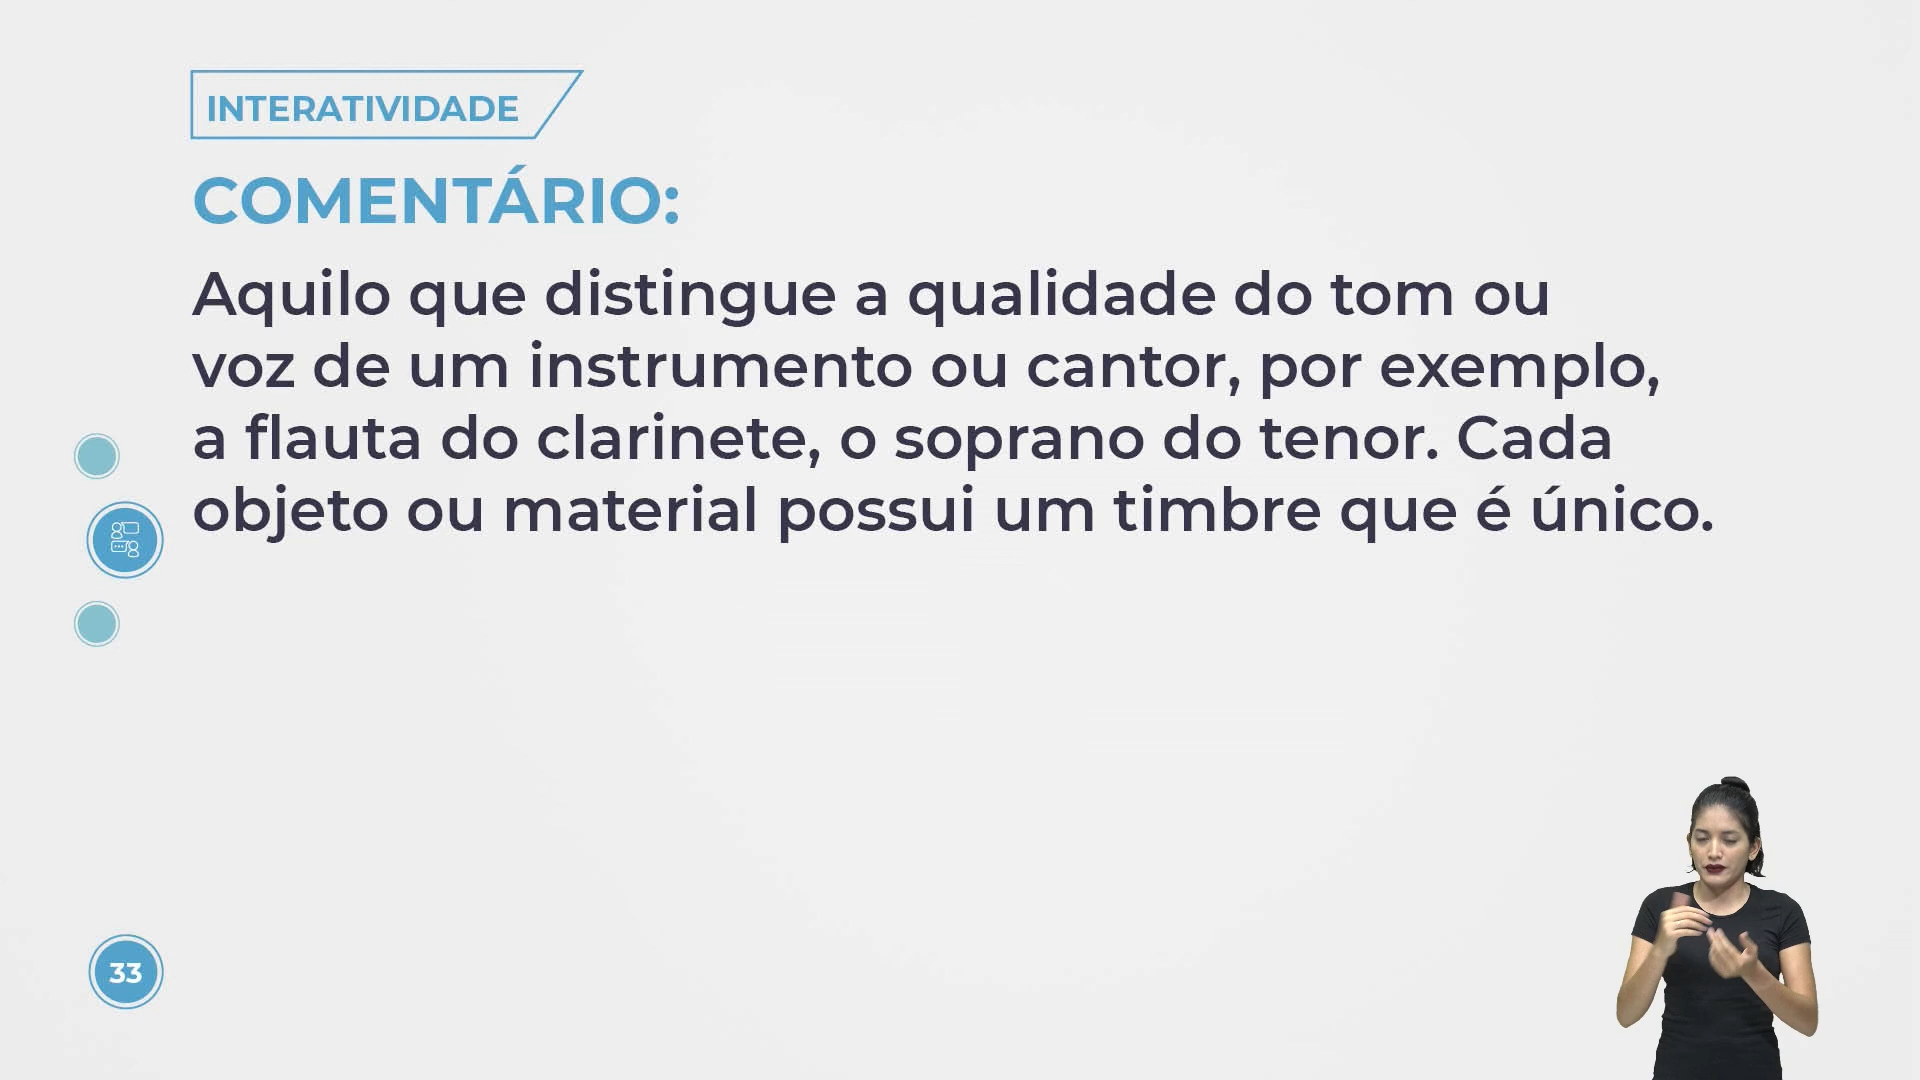 INTERATIVIDADE
COMENTÁRIO:
Aquilo que distingue a qualidade do tom ou
voz de um instrumento ou cantor, por exemplo,
a flauta do clarinete, o soprano do tenor. Cada
objeto ou material possui um timbre que é único.
33